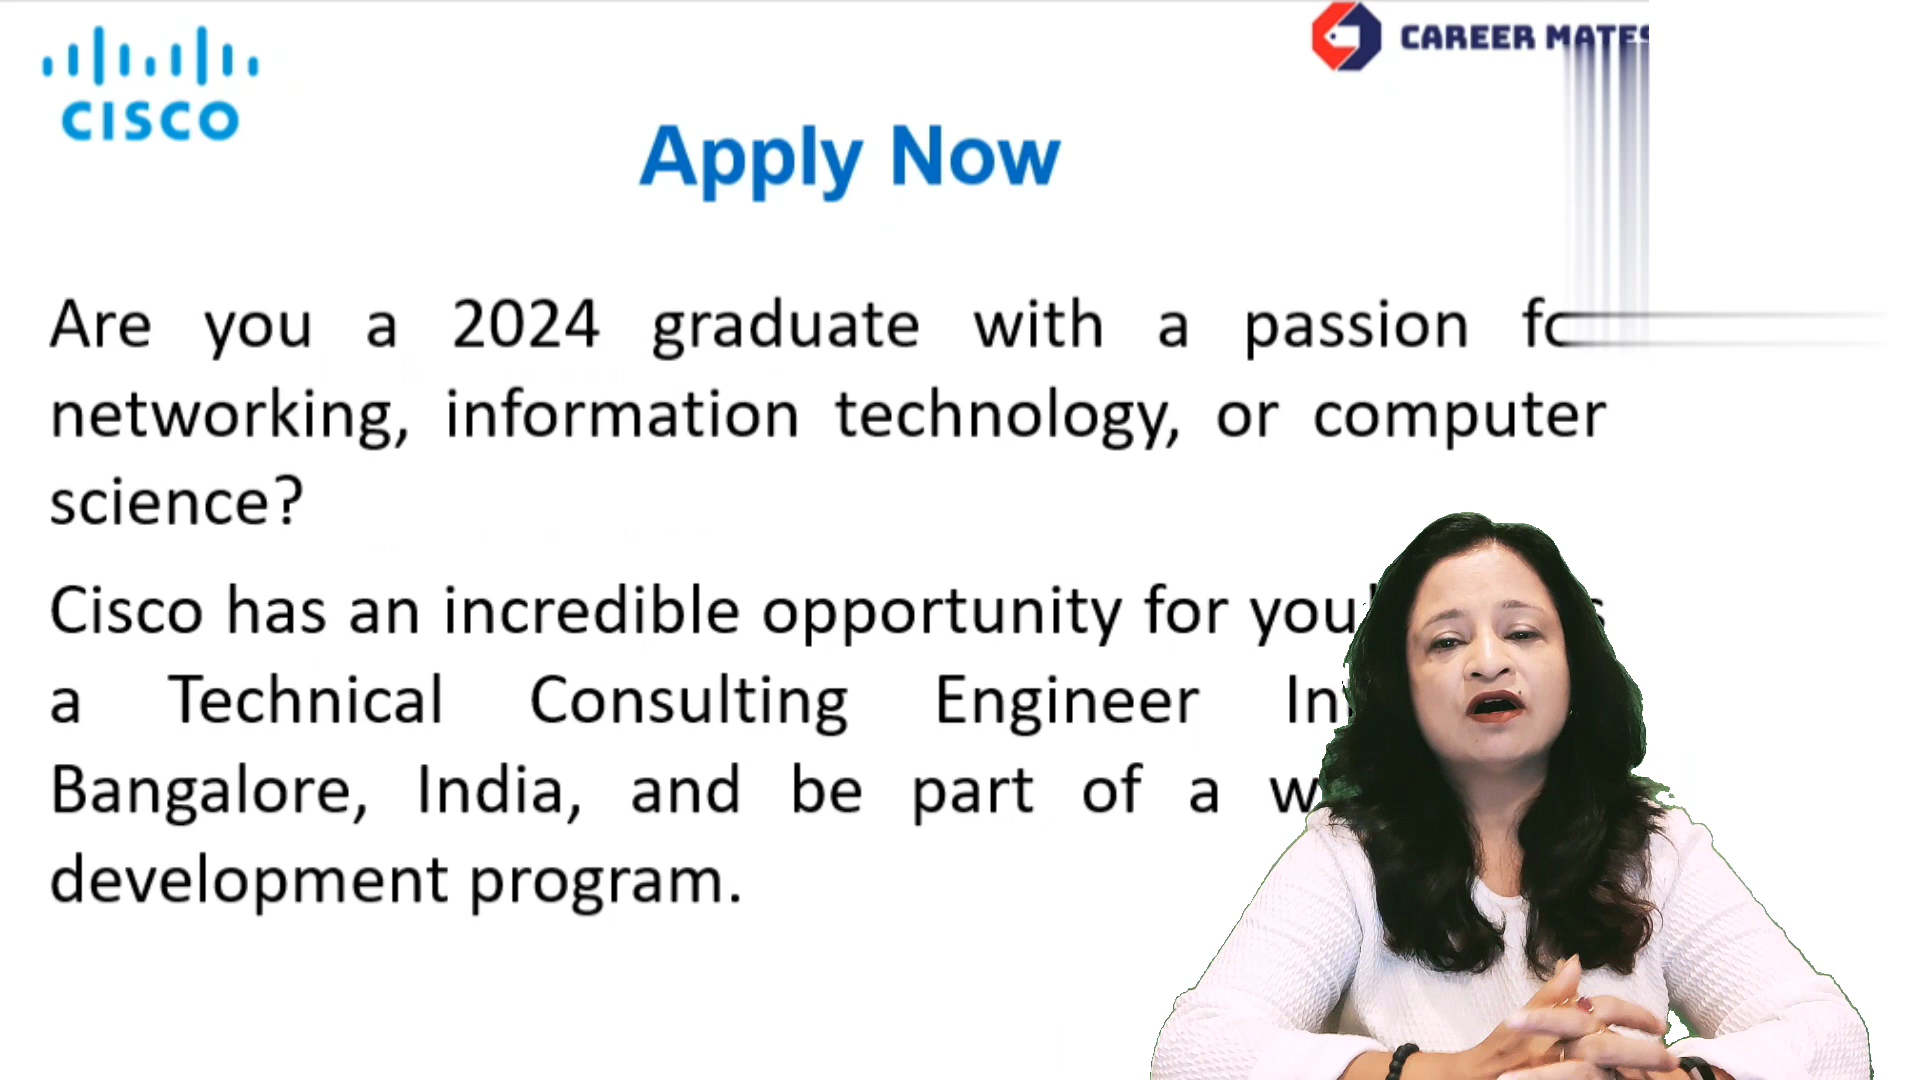 CISCO
CAREER MATES
Apply Now
Are you a 2024 graduate with a passion
networking, information technology, or computer
science?
Cisco has an incredible opportunity for you
a Technical Consulting Engineer
Bangalore, India, and be part of a
development program.